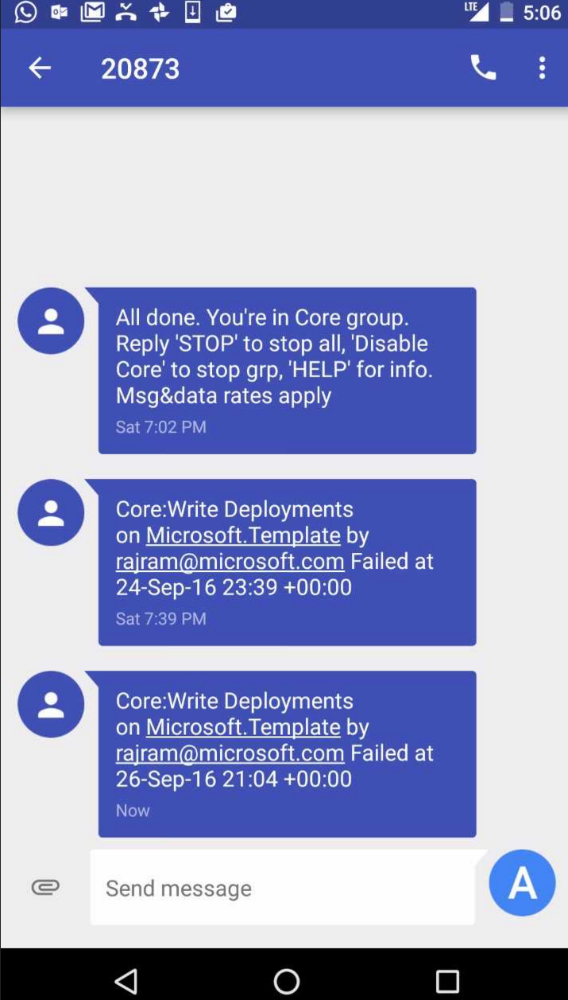 LTE 5:06
20873
All done. You're in Core group.
Reply 'STOP' to stop all, 'Disable
Core' to stop grp, 'HELP' for info.
Msg&data rates apply
Sat 7:02 PM
Core:Write Deployments
on Microsoft.Template by
rajram@microsoft.com Failed at
24-Sep-16 23:39 +00:00
Sat 7:39 PM
Core:Write Deployments
on Microsoft.Template by
rajram@microsoft.com Failed at
26-Sep-16 21:04 +00:00
Now
Send message
A